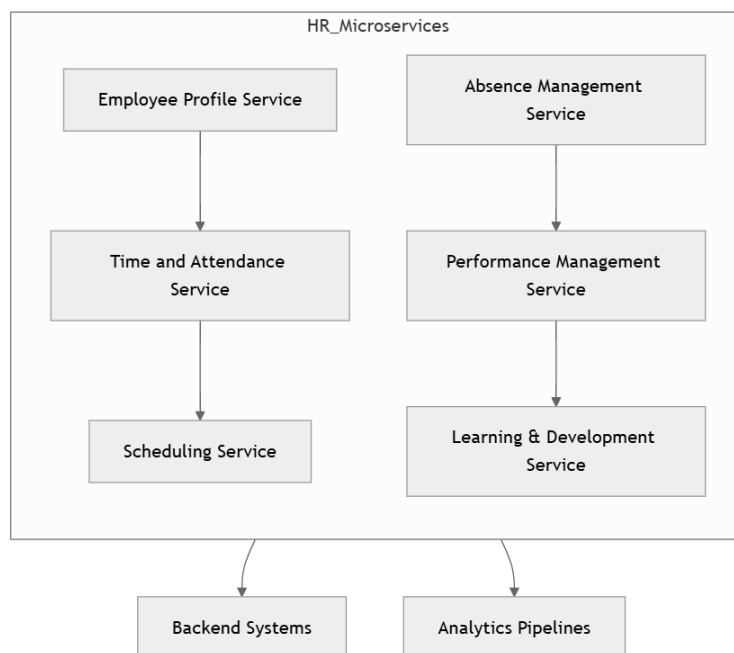 HR_Microservices
Employee Profile Service
Absence Management
Service
Time and Attendance
Service
Performance Management
Service
Scheduling Service
Learning & Development
Service
Backend Systems
Analytics Pipelines